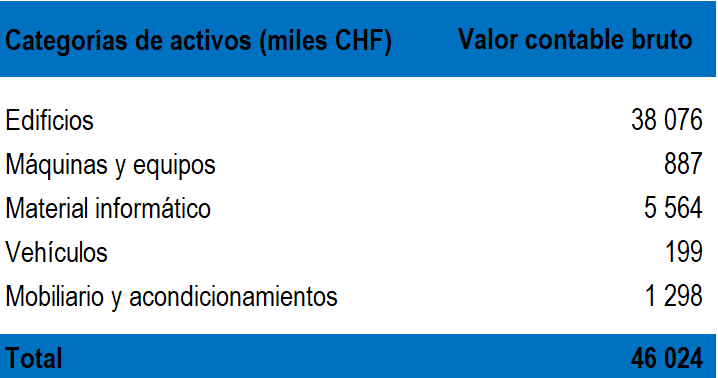 Categorías de activos (miles CHF) Valor contable bruto
Edificios 38 076
Máquinas y equipos 887
Material informático 5 564
Vehículos 199
Mobiliario y acondicionamientos 1 298
Total 46 024